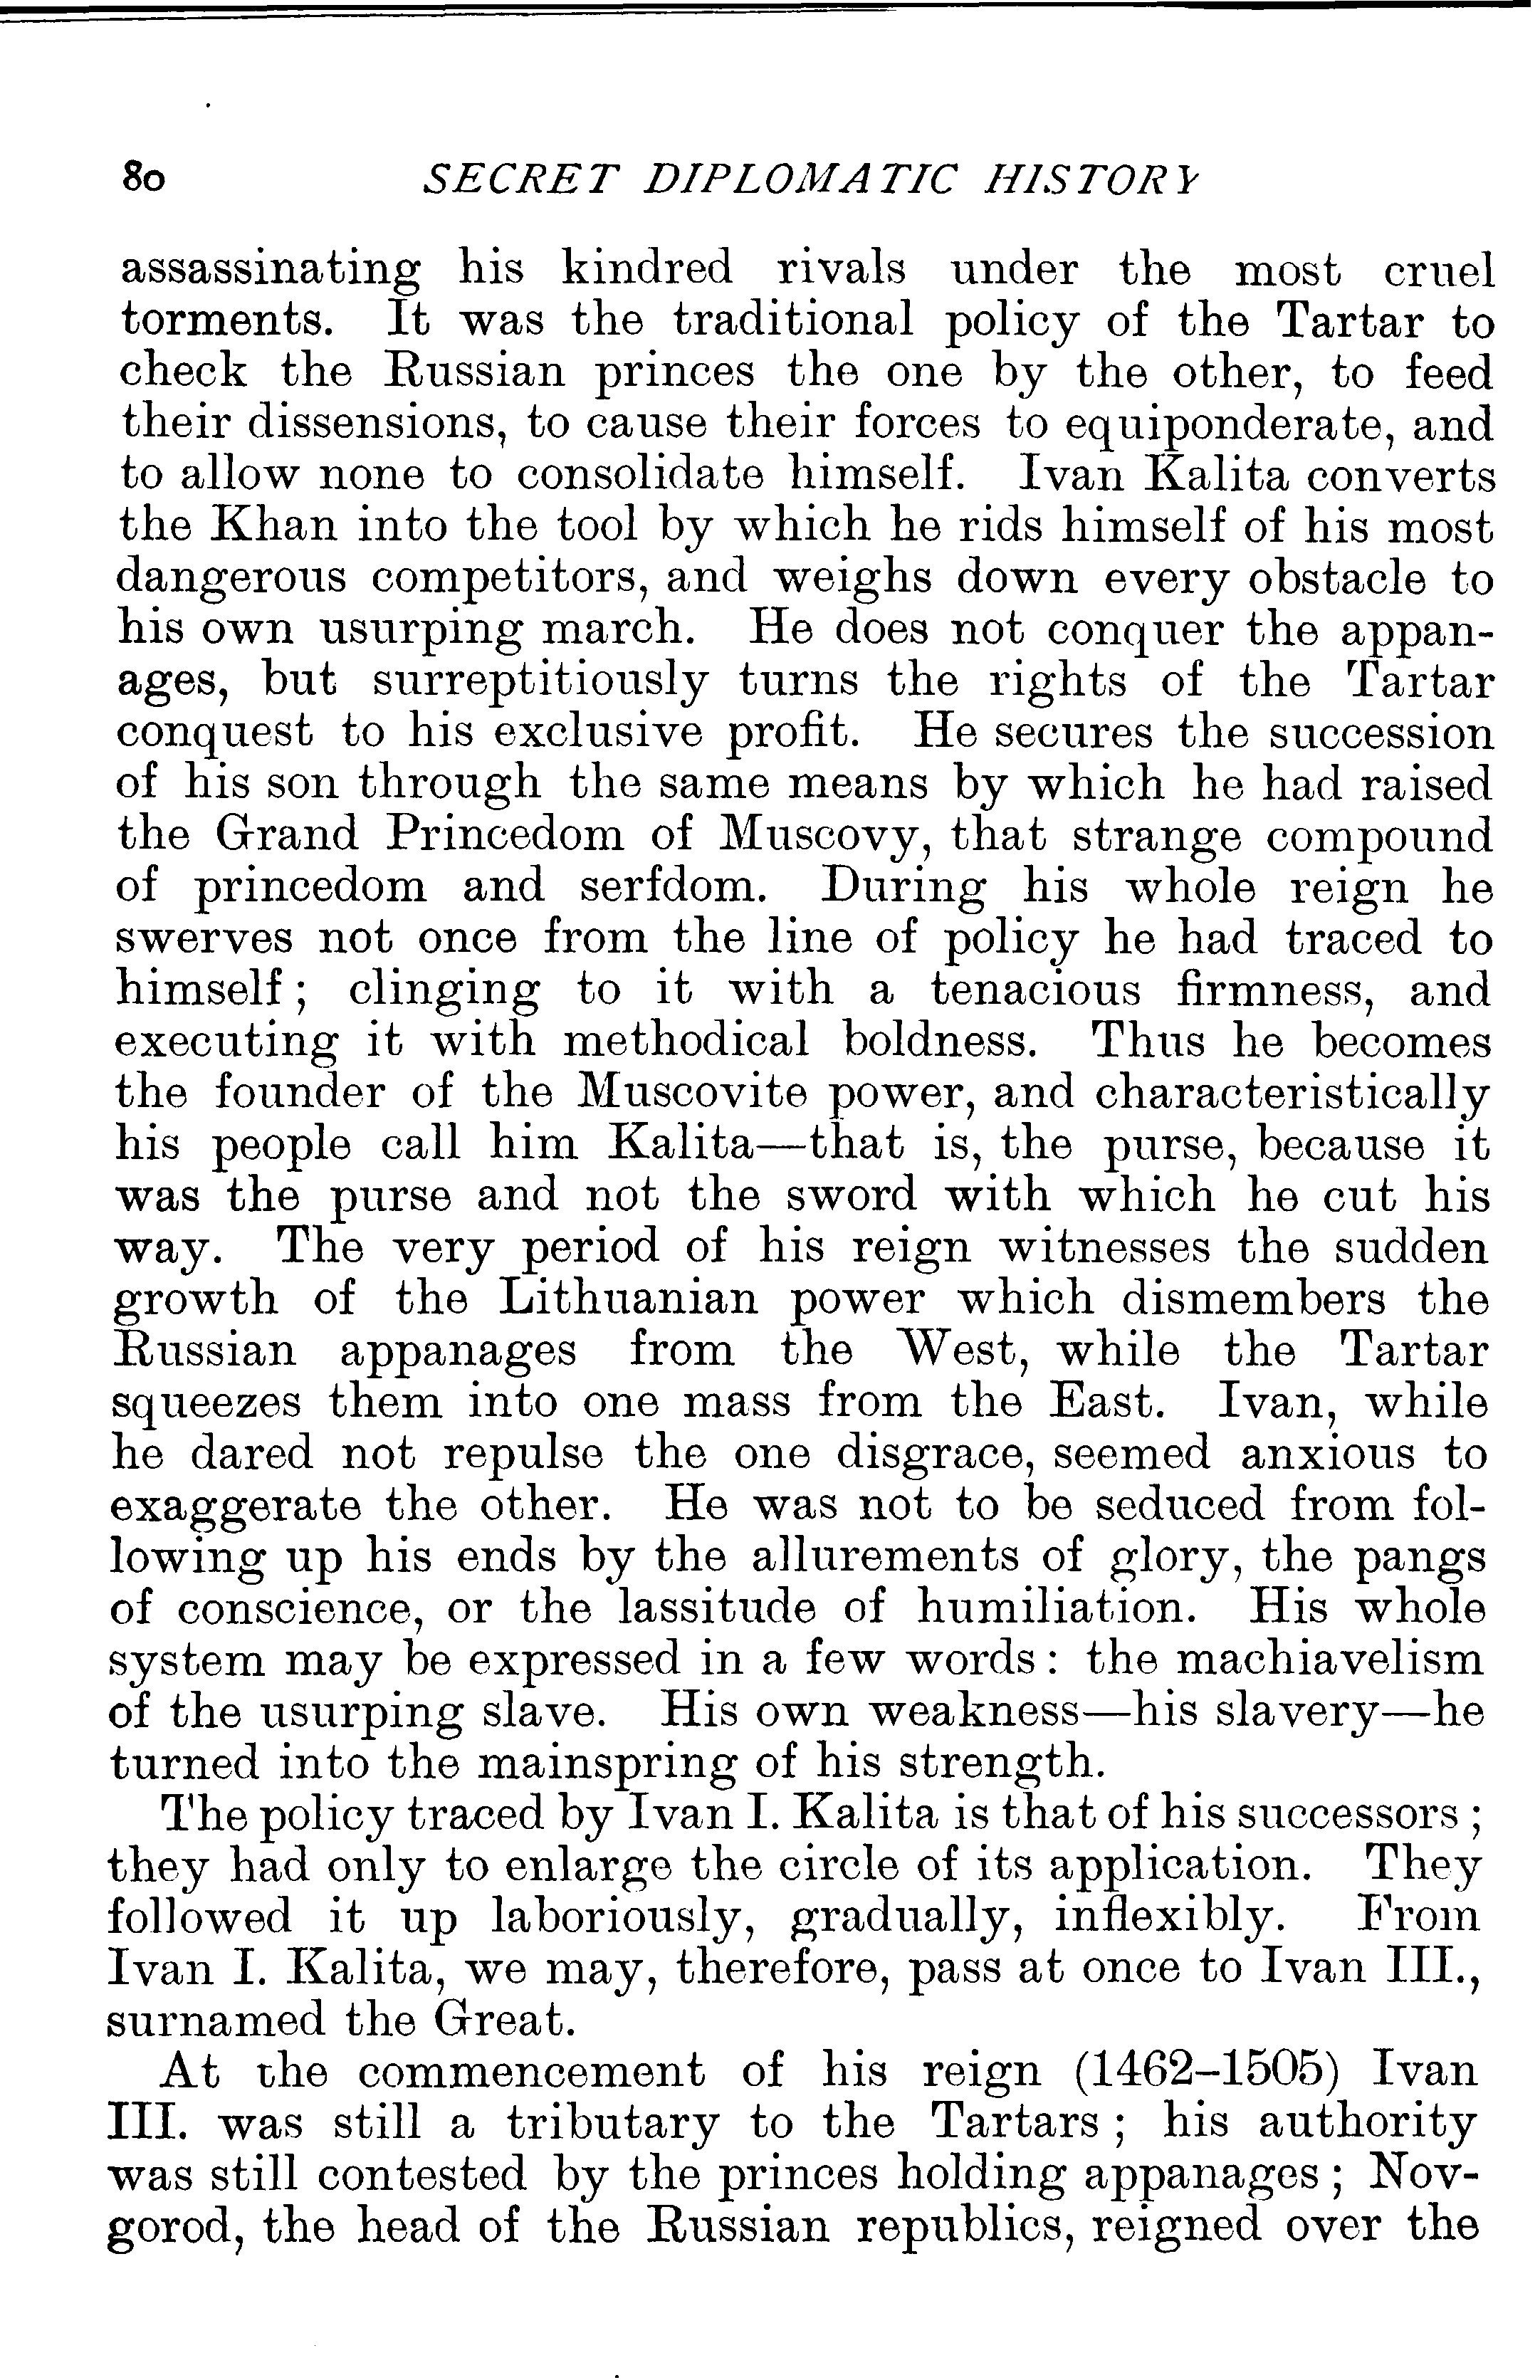 80 SECRET DIPLOMATIC HISTORY
assassinating his kindred rivals under the most cruel
torments. It was the traditional policy of the Tartar to
check the Russian princes the one by the other, to feed
their dissensions, to cause their forces to equiponderate, and
to allow none to consolidate himself. Ivan Kalita converts
the Khan into the tool by which he rids himself of his most
dangerous competitors, and weighs down every obstacle to
his own usurping march. He does not conquer the appan-
ages, but surreptitiously turns the rights of the Tartar
conquest to his exclusive profit. He secures the succession
of his son through the same means by which he had raised
the Grand Princedom of Muscovy, that strange compound
of princedom and serfdom. During his whole reign he
swerves not once from the line of policy he had traced to
himself; clinging to it with a tenacious firmness, and
executing it with methodical boldness. Thus he becomes
the founder of the Muscovite power, and characteristically
his people call him Kalita—that is, the purse, because it
was the purse and not the sword with which he cut his
way. The very period of his reign witnesses the sudden
growth of the Lithuanian power which dismembers the
Russian appanages from the West, while the Tartar
squeezes them into one mass from the East. Ivan, while
he dared not repulse the one disgrace, seemed anxious to
exaggerate the other. He was not to be seduced from fol-
lowing up his ends by the allurements of glory, the pangs
of conscience, or the lassitude of humiliation. His whole
system may be expressed in a few words: the machiavelism
of the usurping slave. His own weakness—his slavery—he
turned into the mainspring of his strength.
The policy traced by Ivan I. Kalita is that of his successors;
they had only to enlarge the circle of its application. They
followed it up laboriously, gradually, inflexibly. From
Ivan I. Kalita, we may, therefore, pass at once to Ivan III.,
surnamed the Great.
At the commencement of his reign (1462–1505) Ivan
III. was still a tributary to the Tartars; his authority
was still contested by the princes holding appanages; Nov-
gorod, the head of the Russian republics, reigned over the